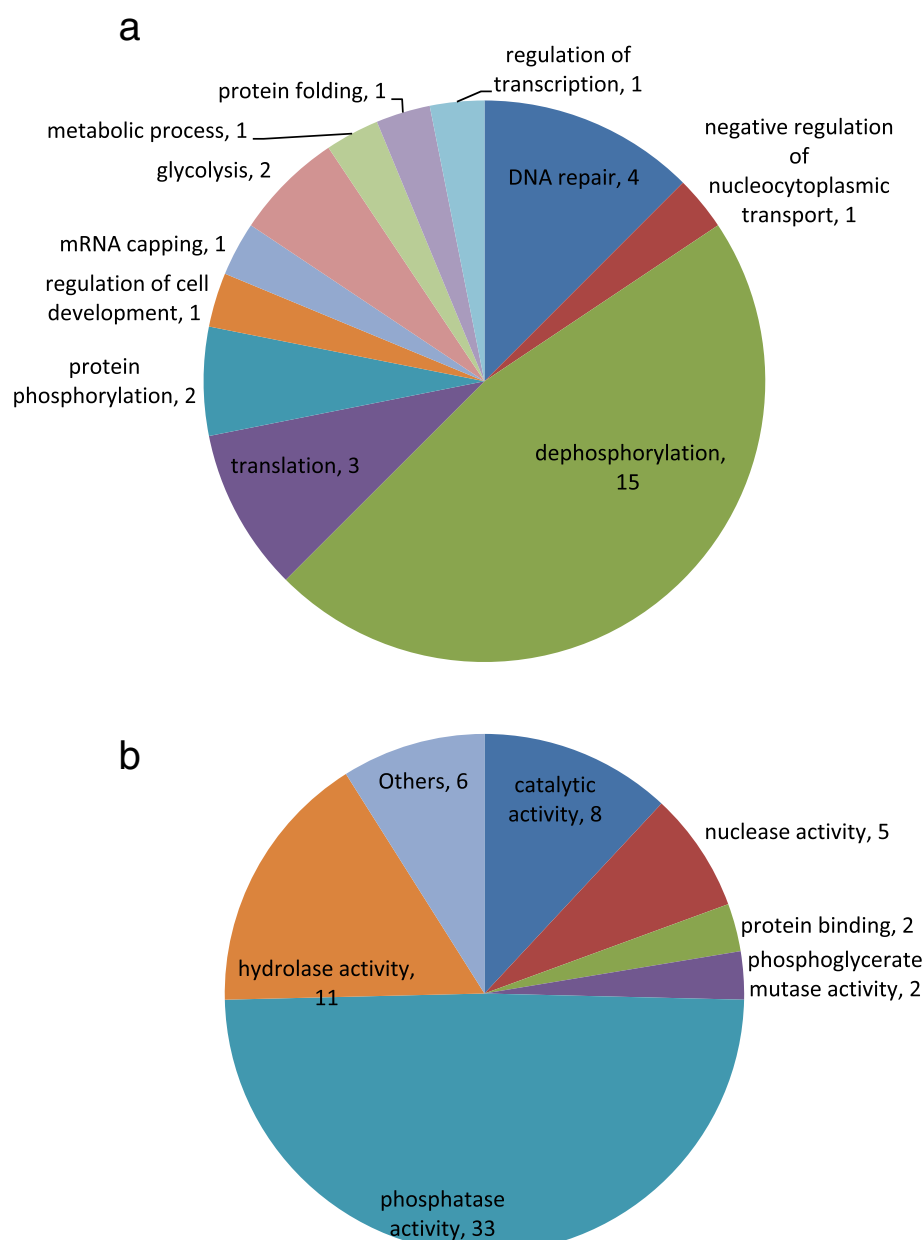 a
regulation of
transcription, 1
protein folding, 1
metabolic process, 1
glycolysis, 2
mRNA capping, 1
regulation of cell
development, 1
protein
phosphorylation, 2
translation, 3
DNA repair, 4
negative regulation
of
nucleocytoplasmic
transport, 1
dephosphorylation,
15
b
Others, 6
catalytic
activity, 8
nuclease activity, 5
protein binding, 2
phosphoglycerate
mutase activity, 2
hydrolase activity,
11
phosphatase
activity, 33